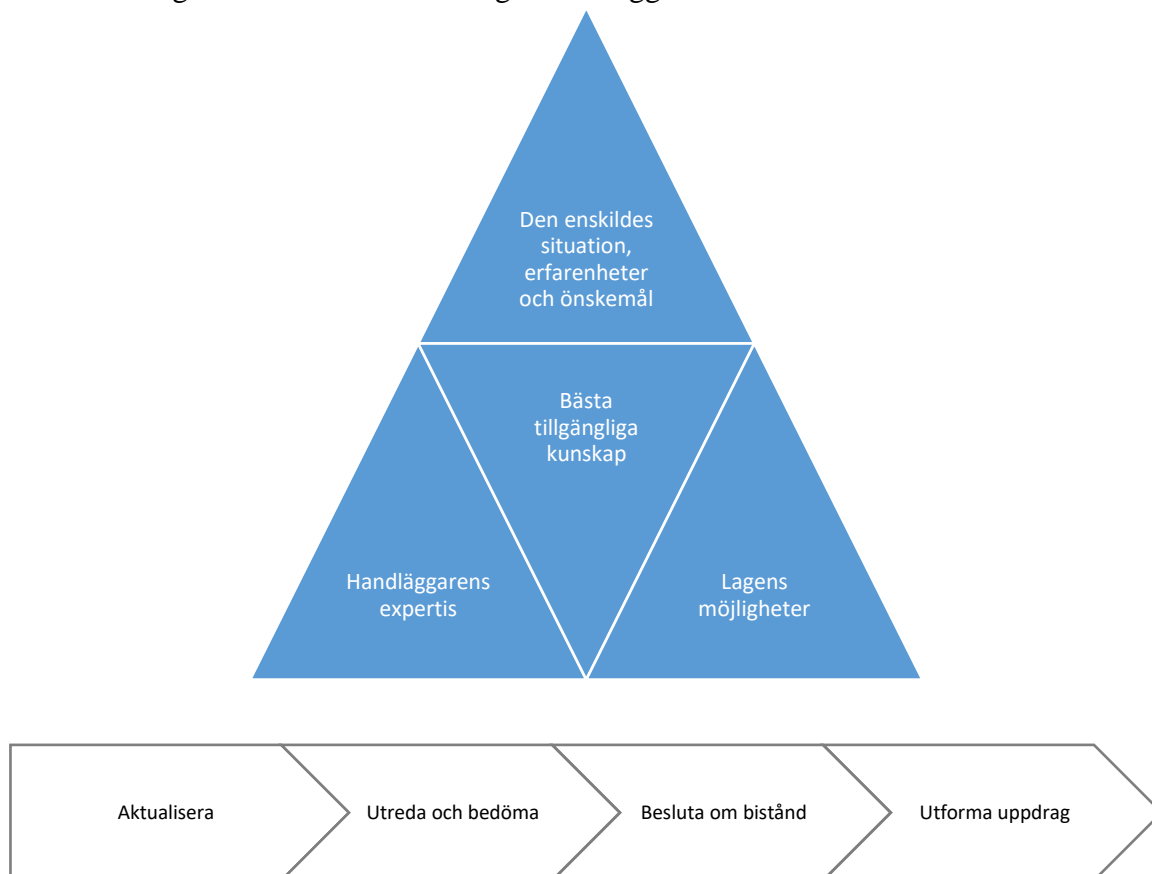 Den enskildes
situation,
erfarenheter
och önskemål
Bästa
tillgängliga
kunskap
Handläggarens
expertis
Lagens
möjligheter
Aktualisera
Utreda och bedöma
Besluta om bistånd
Utforma uppdrag